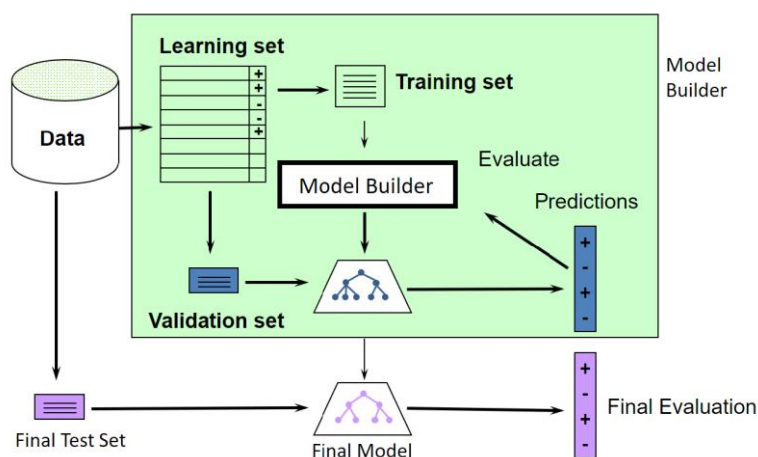 Learning set
+
+
-
-
+
Training set
Model
Builder
Data
Model Builder
Evaluate
Predictions
+
-
+
-
Validation set
+
-
+
-
Final Evaluation
Final Test Set
Final Model